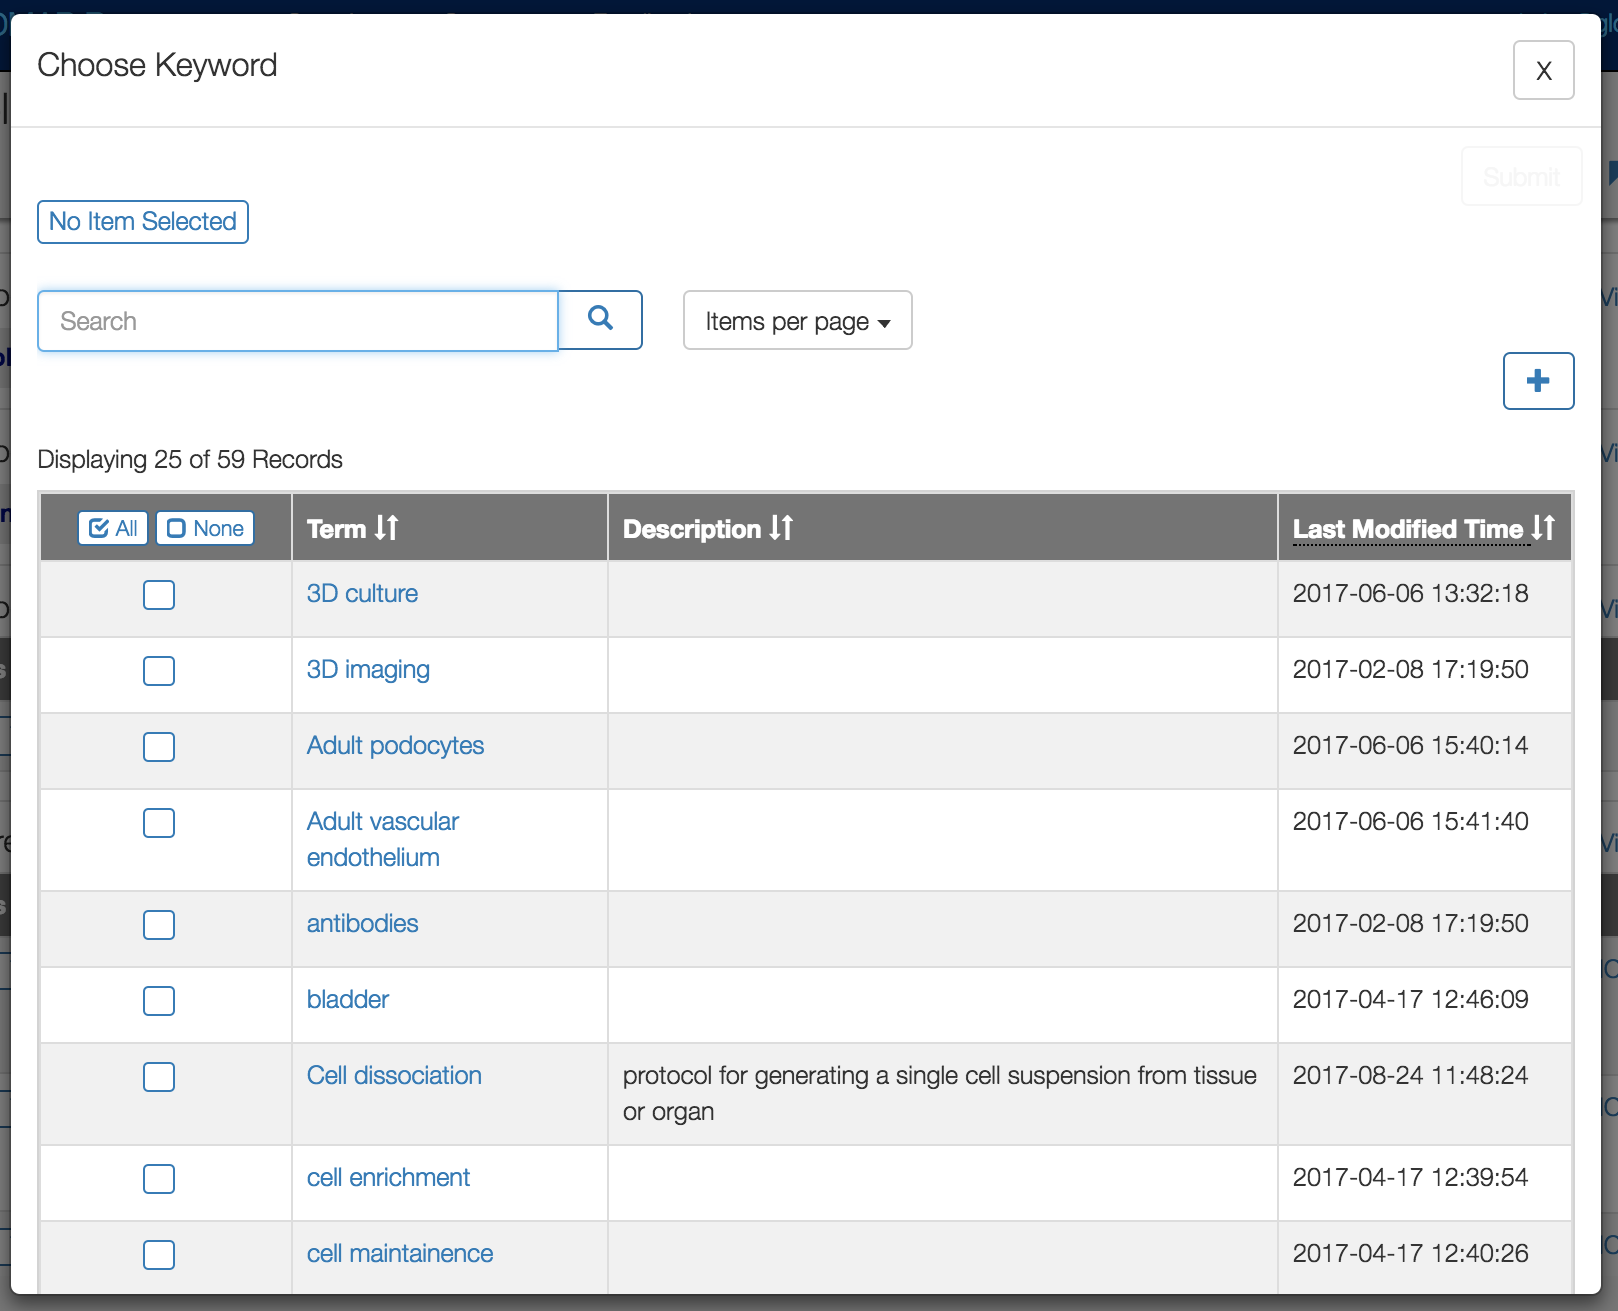 Choose Keyword
X
Submit
No Item Selected
Search
Items per page
Displaying 25 of 59 Records
All None Term Description Last Modified Time
3D culture 2017-06-06 13:32:18
3D imaging 2017-02-08 17:19:50
Adult podocytes 2017-06-06 15:40:14
Adult vascular 2017-06-06 15:41:40
endothelium
antibodies 2017-02-08 17:19:50
bladder 2017-04-17 12:46:09
Cell dissociation protocol for generating a single cell suspension from tissue 2017-08-24 11:48:24
or organ
cell enrichment 2017-04-17 12:39:54
cell maintainence 2017-04-17 12:40:26